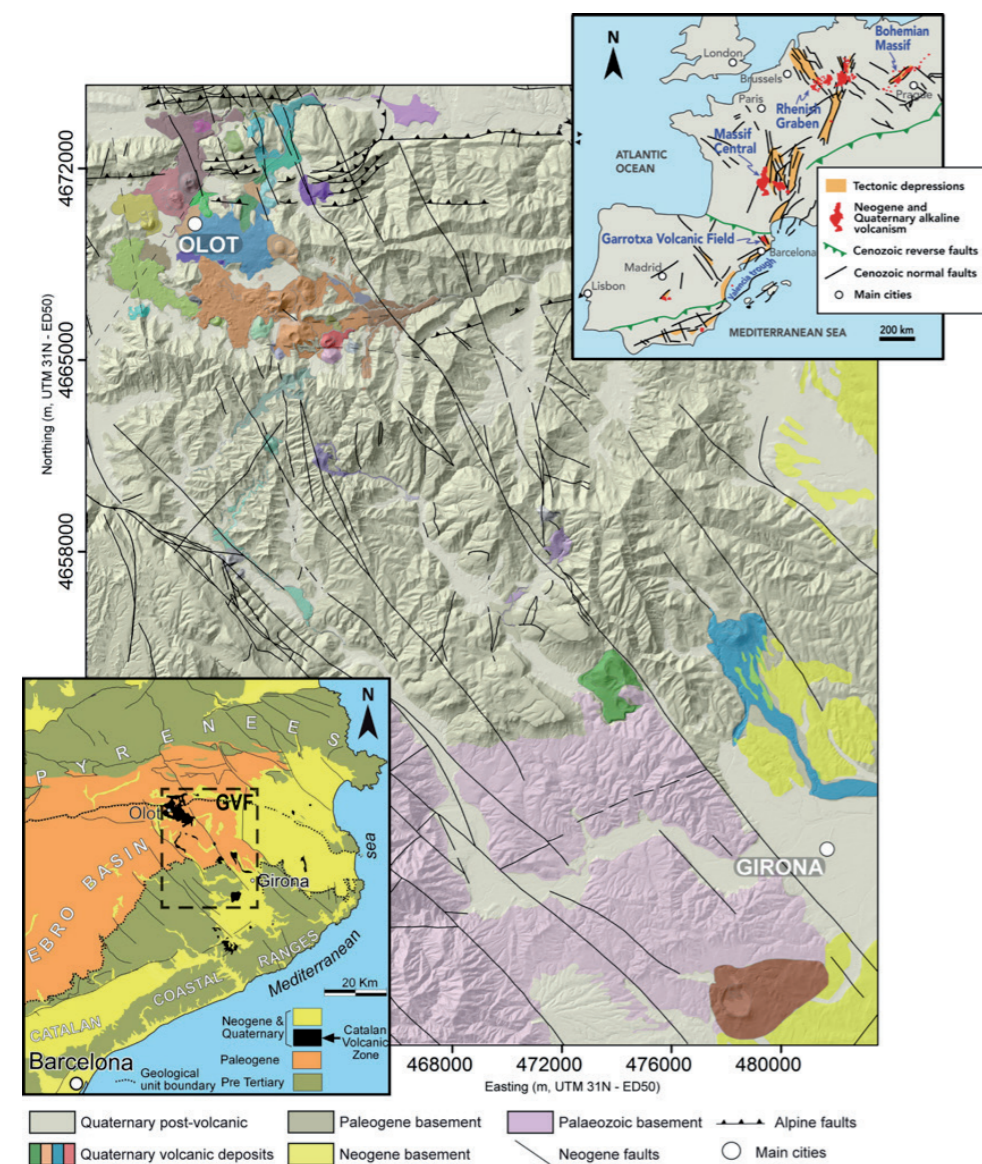 N
London
Brussels
Bohemian
Massif
Prague
Paris
Rhenish
Graben
Massif
Central
ATLANTIC
OCEAN
Garrotxa Volcanic Field
Barcelona
Madrid
Valencia trough
Lisbon
MEDITERRANEAN SEA
200 km
Tectonic depressions
Neogene and
Quaternary alkaline
volcanism
Cenozoic reverse faults
Cenozoic normal faults
Main cities
Northing (m, UTM 31N - ED50)
4672000
4665000
4658000
OLOT
GIRONA
468000
472000
476000
480000
Easting (m, UTM 31N - ED50)
N
PYRENEES
GVF
Olot
Girona
EBRO BASIN
sea
Mediterranean
CATALAN COASTAL RANGES
20 Km
Barcelona
Neogene &
Quaternary
Catalan
Volcanic
Zone
Paleogene
Geological
unit boundary
Pre Tertiary
Quaternary post-volcanic
Paleogene basement
Palaeozoic basement
Alpine faults
Quaternary volcanic deposits
Neogene basement
Neogene faults
Main cities